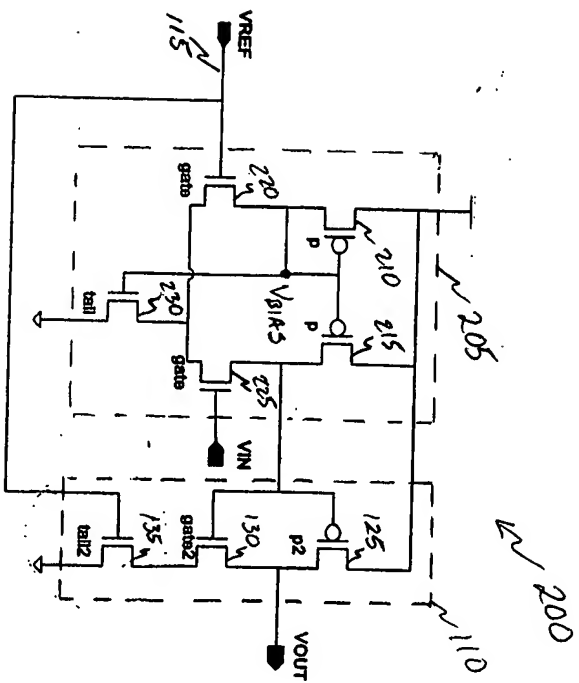 200
205
110
210
215
p
p
125
p2
220
gate
VBIAS
225
gate
130
gate2
VREF
115
VIN
VOUT
230
tail
135
tail2